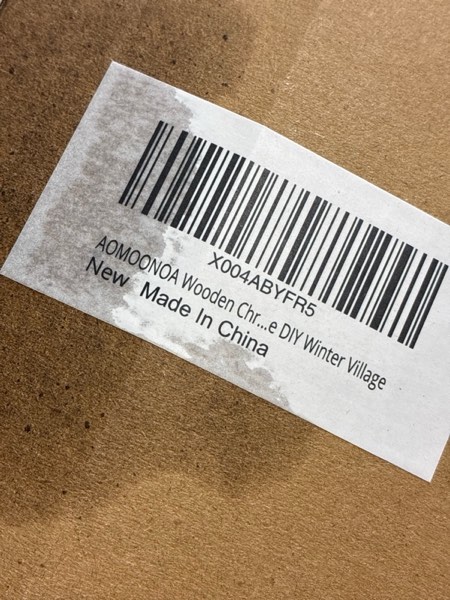 X004ABYFR5
AOMOONOA Wooden Chr...e DIY Winter Village
New Made In China